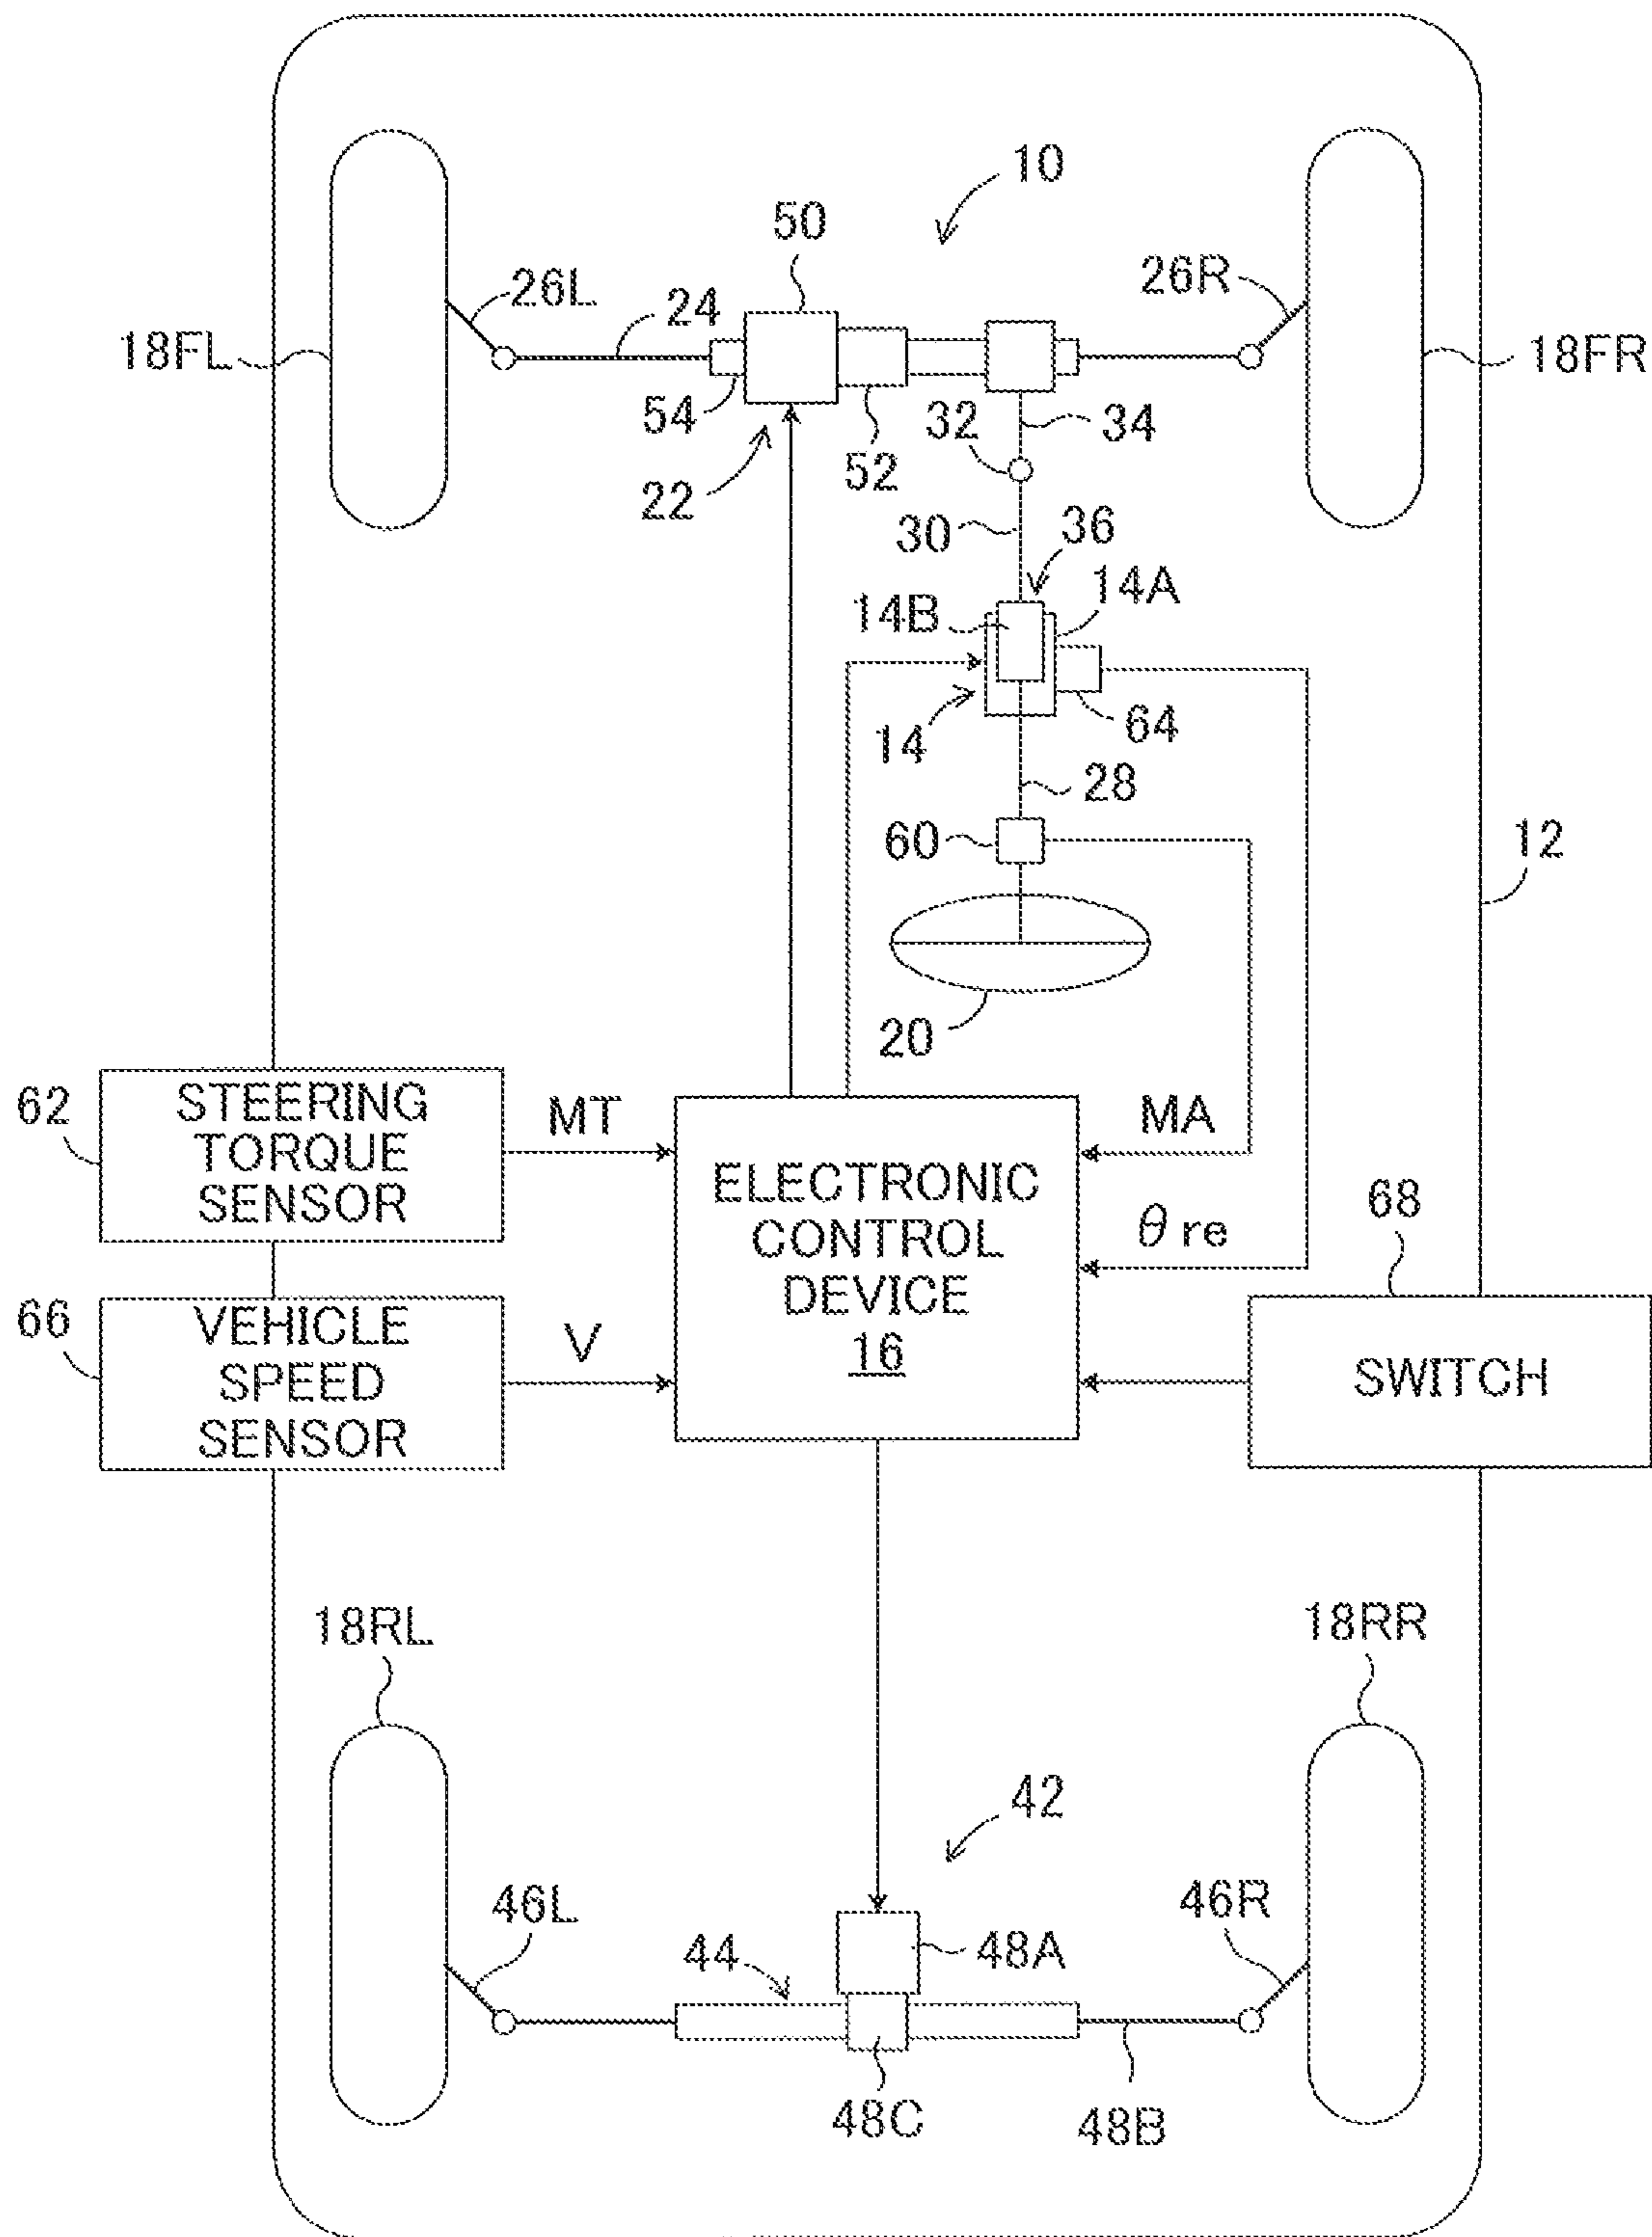 10
50
26L
24
26R
18FL
18FR
54
32
34
52
22
30
36
14A
14B
14
64
28
60
12
20
62
STEERING
TORQUE
SENSOR
MT
MA
ELECTRONIC
CONTROL
DEVICE
16
θre
68
66
VEHICLE
SPEED
SENSOR
V
SWITCH
18RL
18RR
42
46L
46R
44
48A
48C
48B